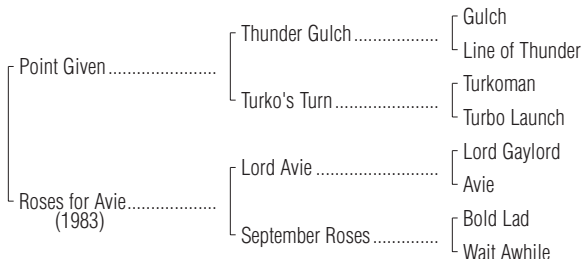 Gulch
Thunder Gulch....................
Line of Thunder
Point Given.........................
Turkoman
Turko's Turn........................
Turbo Launch
Lord Gaylord
Lord Avie.............................
Avie
Roses for Avie.....................
(1983)
Bold Lad
September Roses...............
Wait Awhile